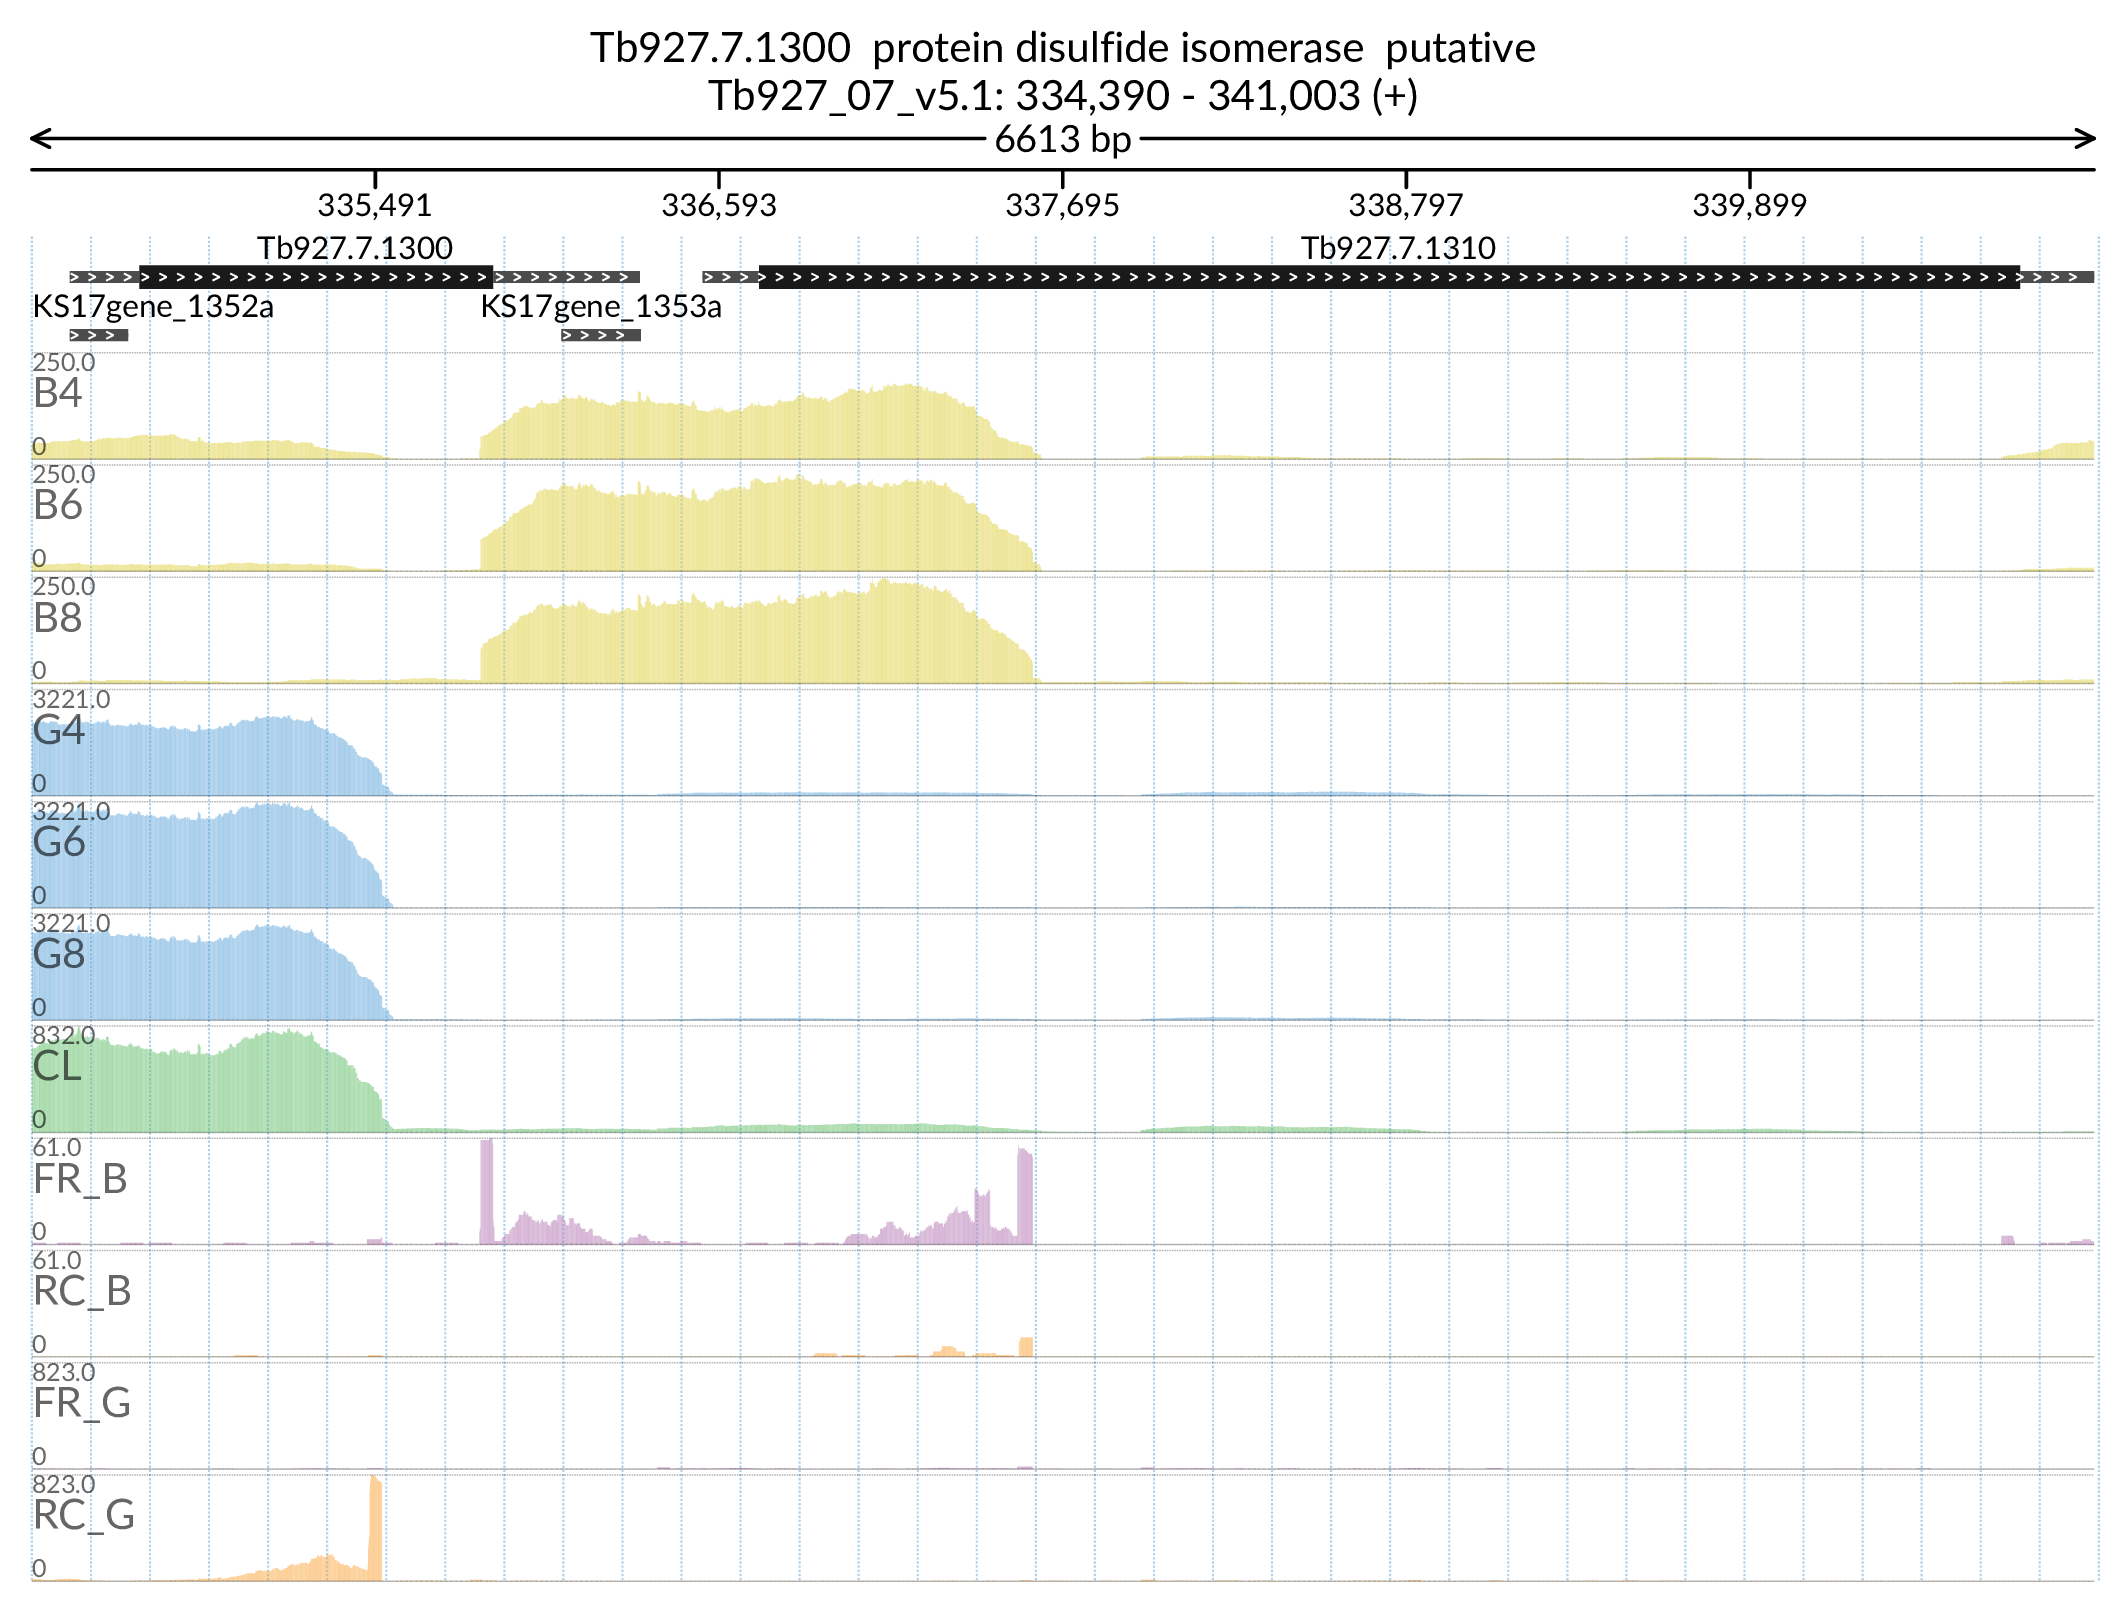 Tb927.7.1300 protein disulfide isomerase putative
Tb927_07_v5.1: 334,390 - 341,003 (+)
6613 bp
335,491 336,593 337,695 338,797 339,899
Tb927.7.1300 Tb927.7.1310
KS17gene_1352a KS17gene_1353a
250.0
B4
0
250.0
B6
0
250.0
B8
0
3221.0
G4
0
3221.0
G6
0
3221.0
G8
0
832.0
CL
0
61.0
FR_B
0
61.0
RC_B
0
823.0
FR_G
0
823.0
RC_G
0